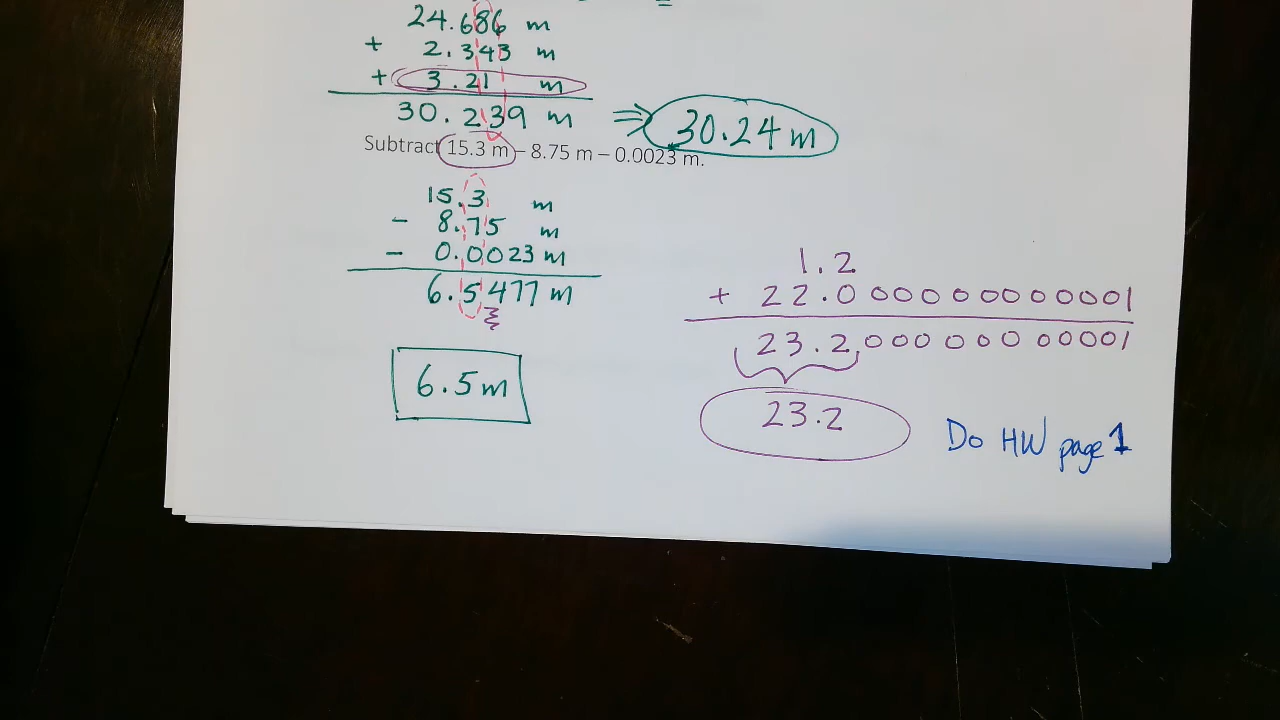 24.686 m
+ 2.343 m
+ 3.21 m
30.239 m ⇒ 30.24 m
Subtract 15.3 m – 8.75 m – 0.0023 m.
15.3 m
- 8.75 m
- 0.0023 m
6.5477 m
6.5 m
1.2
+ 22.0000000000001
23.2000000000001
23.2
Do HW page 1